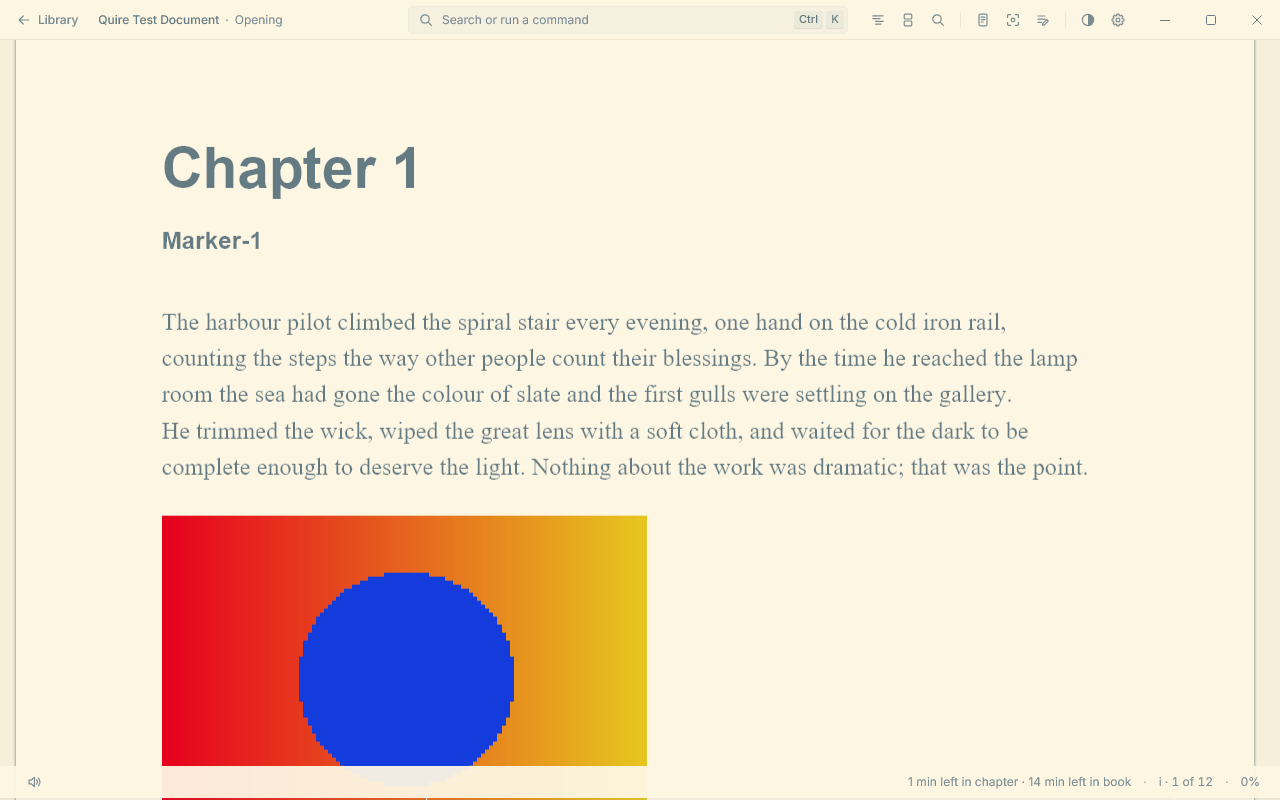 Library
Quire Test Document · Opening
Search or run a command
Ctrl K
Chapter 1
Marker-1
The harbour pilot climbed the spiral stair every evening, one hand on the cold iron rail,
counting the steps the way other people count their blessings. By the time he reached the lamp
room the sea had gone the colour of slate and the first gulls were settling on the gallery.
He trimmed the wick, wiped the great lens with a soft cloth, and waited for the dark to be
complete enough to deserve the light. Nothing about the work was dramatic; that was the point.
1 min left in chapter · 14 min left in book · i · 1 of 12 · 0%